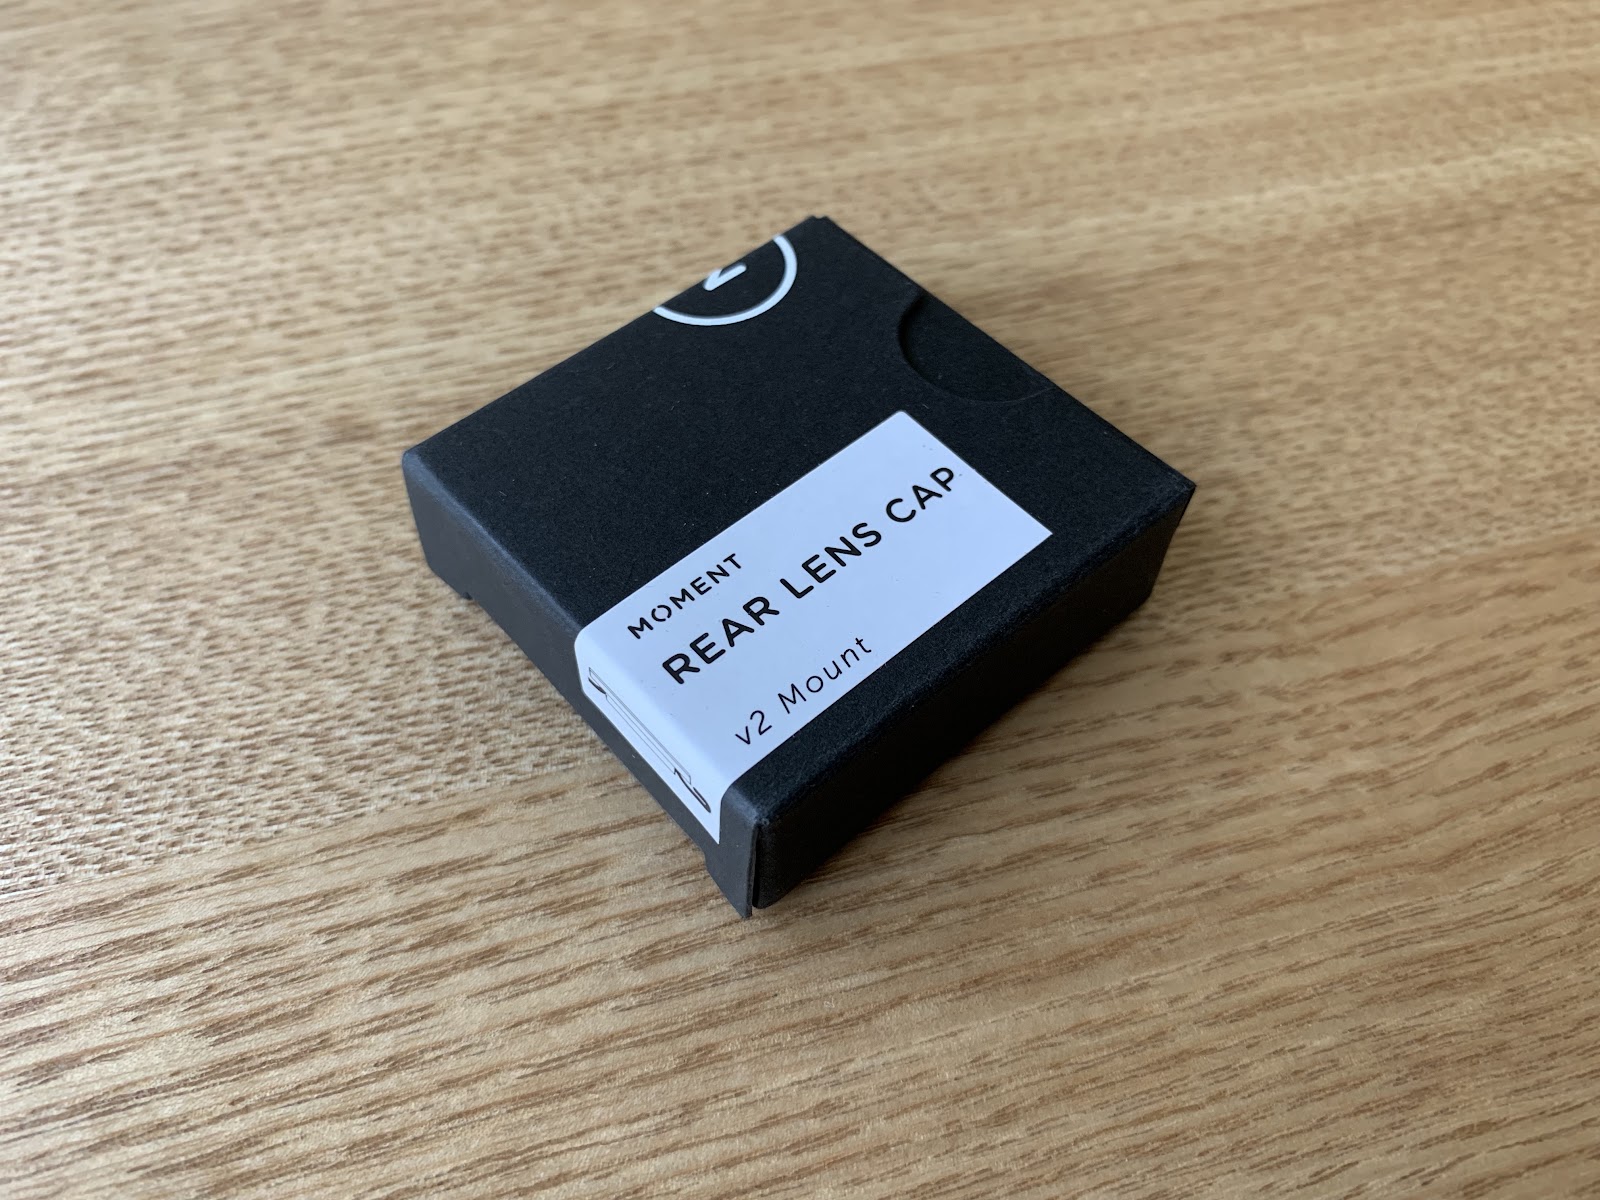 MOMENT
REAR LENS CAP
v2 Mount